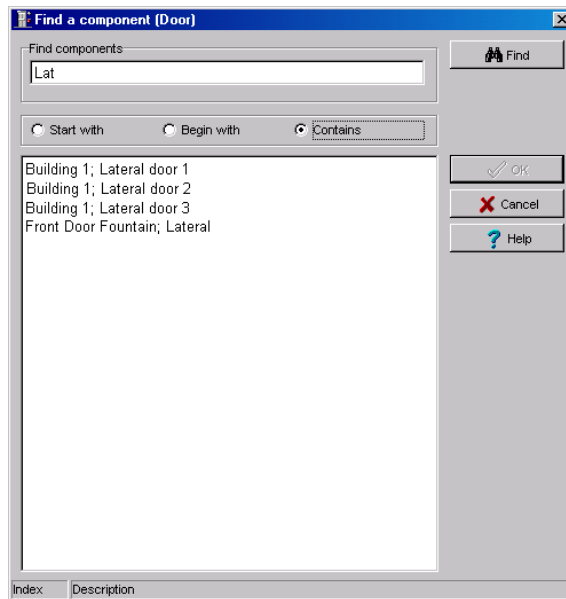 Find a component (Door)
Find components
Find
Lat
Start with
Begin with
Contains
Building 1; Lateral door 1
Building 1; Lateral door 2
Building 1; Lateral door 3
Front Door Fountain; Lateral
OK
Cancel
Help
Index
Description